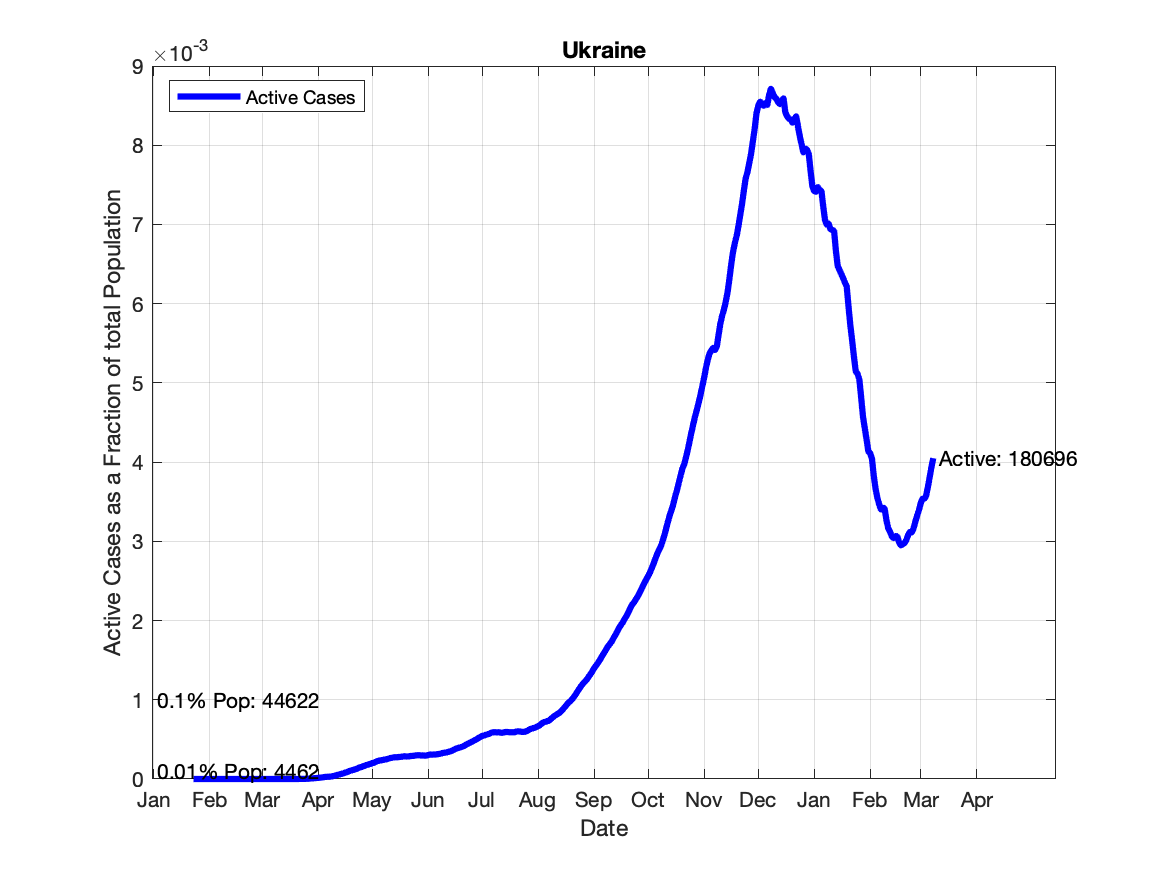 Ukraine
×10-3
9
Active Cases
8
7
6
5
4
3
2
1
0
Active Cases as a Fraction of total Population
Active: 180696
0.1% Pop: 44622
0.01% Pop: 4462
Jan Feb Mar Apr May Jun Jul Aug Sep Oct Nov Dec Jan Feb Mar Apr
Date